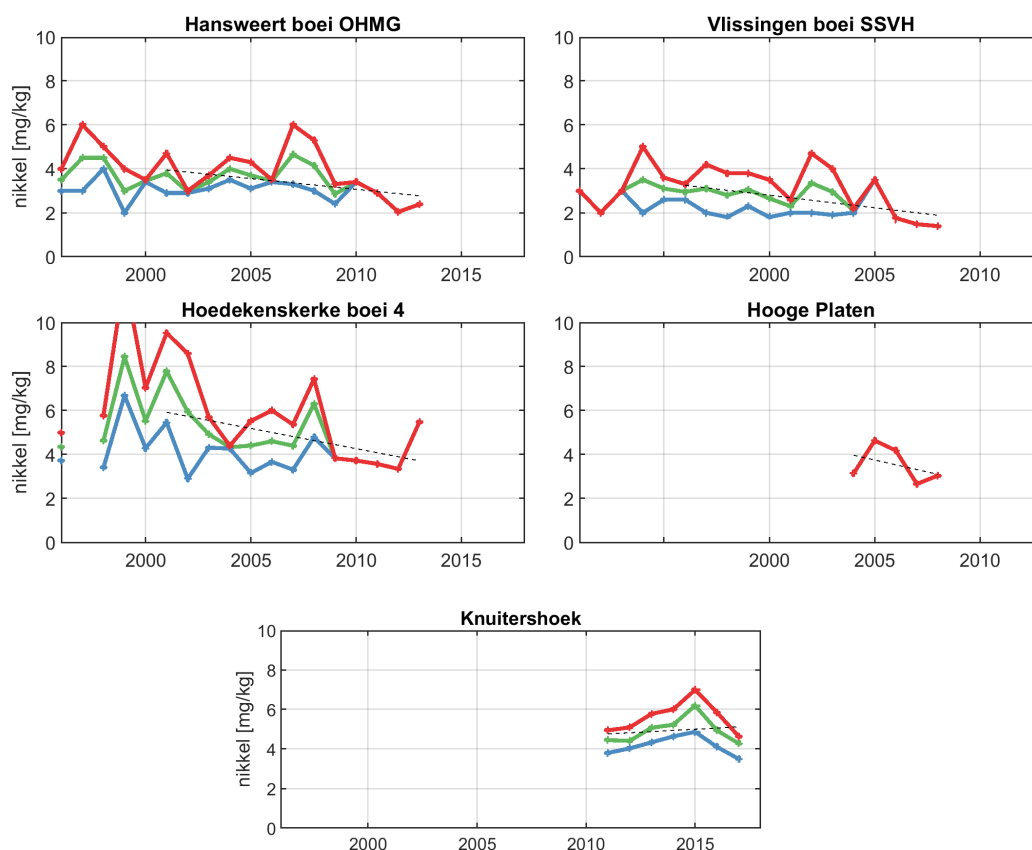 Hansweert boei OHMG
nikkel [mg/kg]
10
8
6
4
2
0
2000 2005 2010 2015
Vlissingen boei SSVH
10
8
6
4
2
0
2000 2005 2010
Hoedekenskerke boei 4
nikkel [mg/kg]
10
8
6
4
2
0
2000 2005 2010 2015
Hooge Platen
10
8
6
4
2
0
2000 2005 2010
Knuitershoek
nikkel [mg/kg]
10
8
6
4
2
0
2000 2005 2010 2015